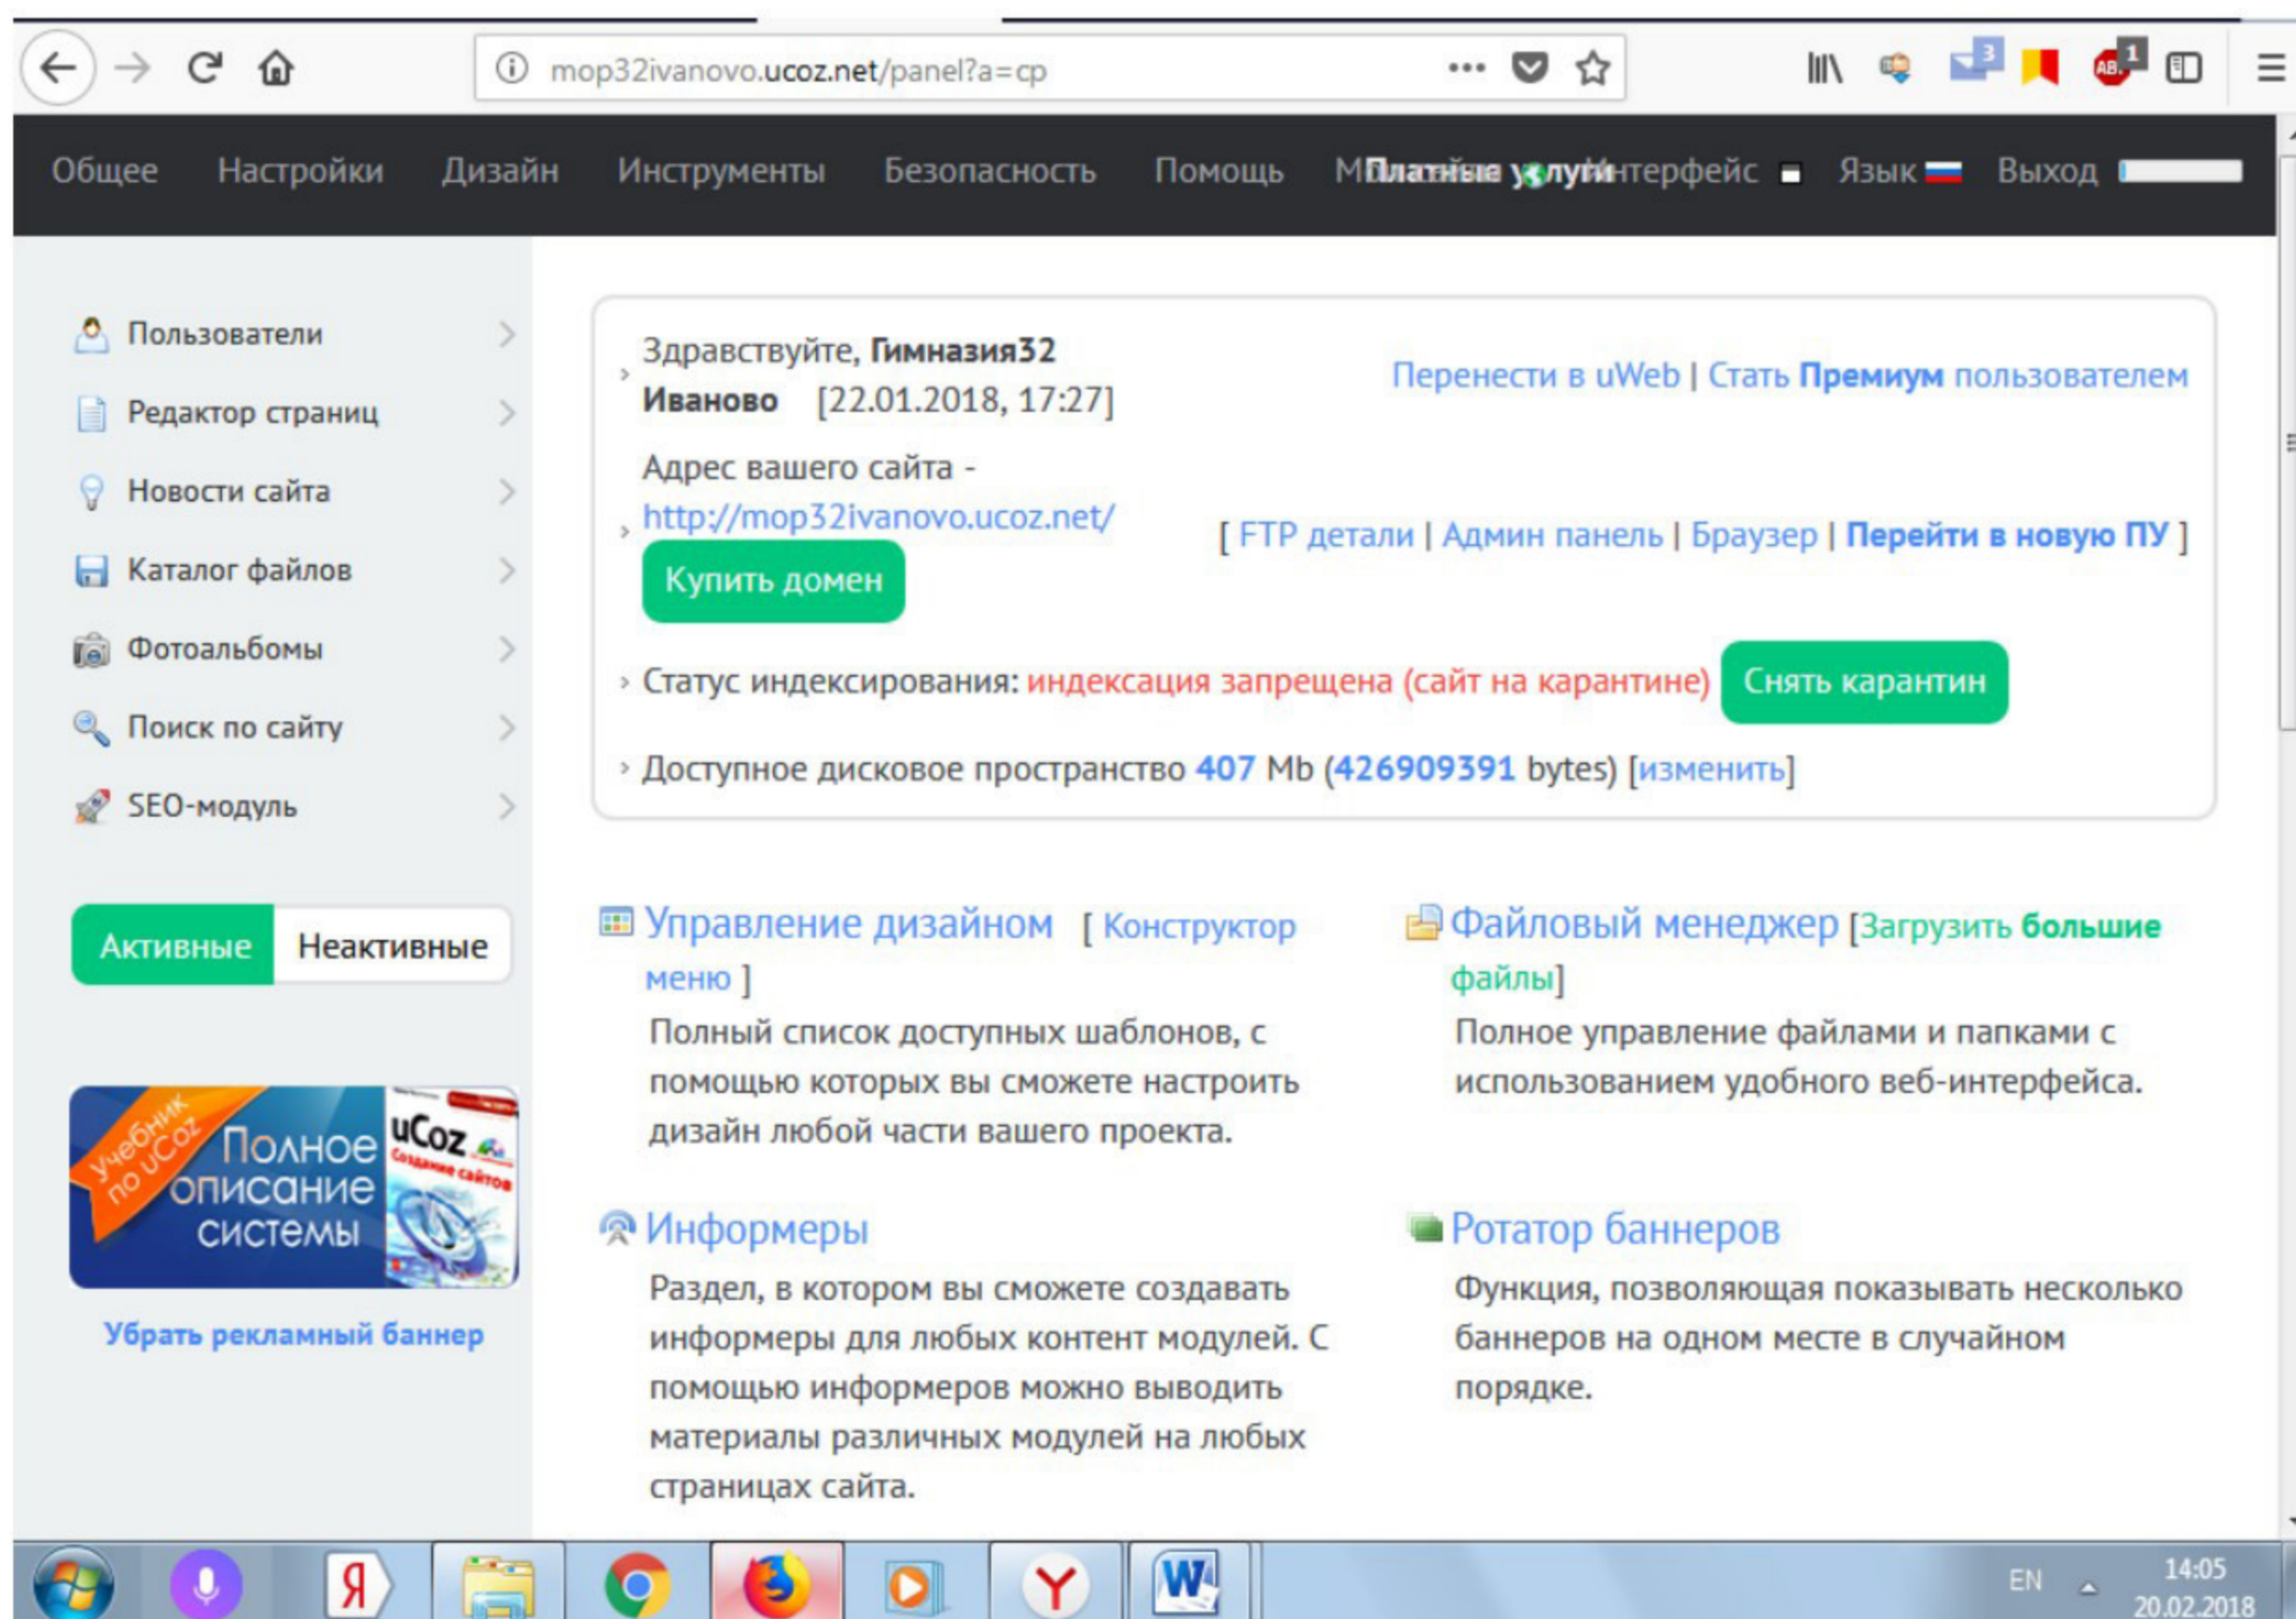 mop32ivanovo.ucoz.net/panel?a=cp
3
ABP
1
Общее Настройки Дизайн Инструменты Безопасность Помощь Платные услуги Интерфейс Язык Выход
Пользователи
Редактор страниц
Новости сайта
Каталог файлов
Фотоальбомы
Поиск по сайту
SEO-модуль
Активные Неактивные
Учебник
по uCoz
Полное
описание
системы
uCoz
Создание сайтов
Убрать рекламный баннер
Здравствуйте, Гимназия32
Иваново [22.01.2018, 17:27]
Перенести в uWeb | Стать Премиум пользователем
Адрес вашего сайта -
http://mop32ivanovo.ucoz.net/
[ FTP детали | Админ панель | Браузер | Перейти в новую ПУ ]
Купить домен
Статус индексирования: индексация запрещена (сайт на карантине) Снять карантин
Доступное дисковое пространство 407 Mb (426909391 bytes) [изменить]
Управление дизайном [ Конструктор
меню ]
Полный список доступных шаблонов, с
помощью которых вы сможете настроить
дизайн любой части вашего проекта.
Файловый менеджер [Загрузить большие
файлы]
Полное управление файлами и папками с
использованием удобного веб-интерфейса.
Информеры
Раздел, в котором вы сможете создавать
информеры для любых контент модулей. С
помощью информеров можно выводить
материалы различных модулей на любых
страницах сайта.
Ротатор баннеров
Функция, позволяющая показывать несколько
баннеров на одном месте в случайном
порядке.
Я
Y
W
EN
14:05
20.02.2018